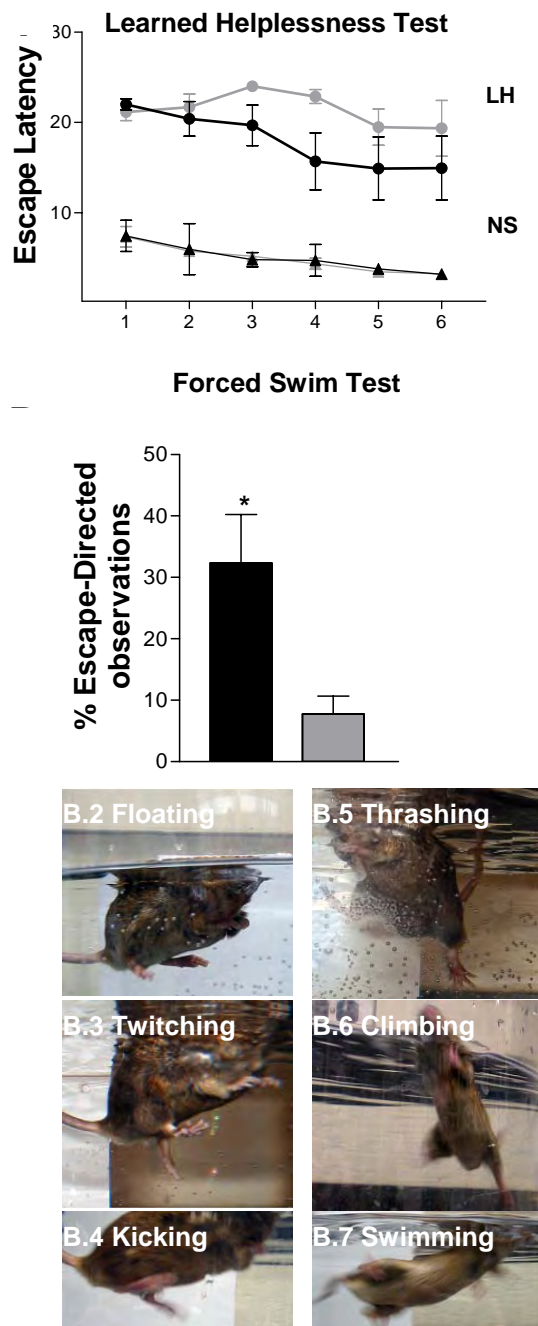 Learned Helplessness Test
30
20
10
Escape Latency
LH
NS
1 2 3 4 5 6
Forced Swim Test
50
40
30
20
10
0
% Escape-Directed
observations
*
B.2 Floating
B.5 Thrashing
B.3 Twitching
B.6 Climbing
B.4 Kicking
B.7 Swimming